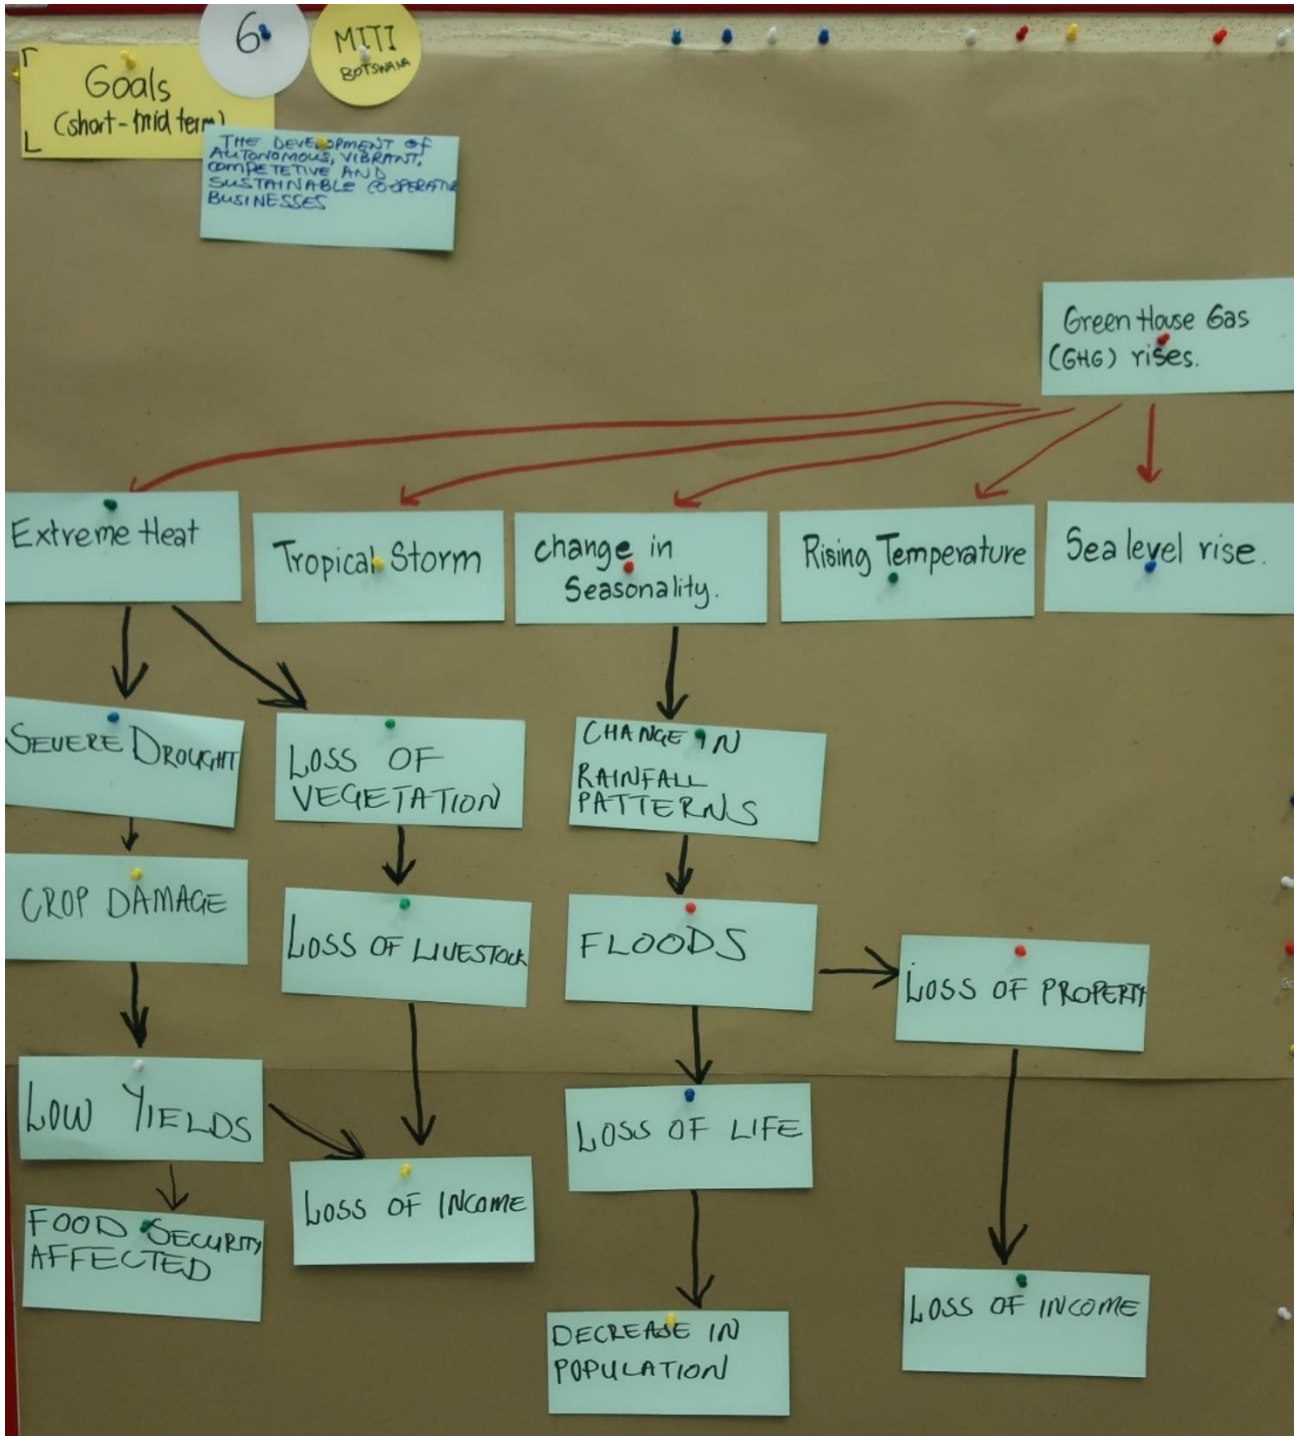 6
MITI
BOTSWANA
Goals
(short-mid term)
THE DEVELOPMENT of
AUTONOMOUS, VIBRANT,
COMPETETIVE AND
SUSTAINABLE CO-OPERATIVE
BUSINESSES
Green House Gas
(GHG) rises.
Extreme Heat
Tropical Storm
change in
Seasonality.
Rising Temperature
Sea level rise.
SEVERE DROUGHT
LOSS OF
VEGETATION
CHANGE IN
RAINFALL
PATTERNS
CROP DAMAGE
LOSS OF LIVESTOCK
FLOODS
LOSS OF PROPERTY
LOW YIELDS
LOSS OF LIFE
FOOD SECURITY
AFFECTED
LOSS OF INCOME
DECREASE IN
POPULATION
LOSS OF INCOME